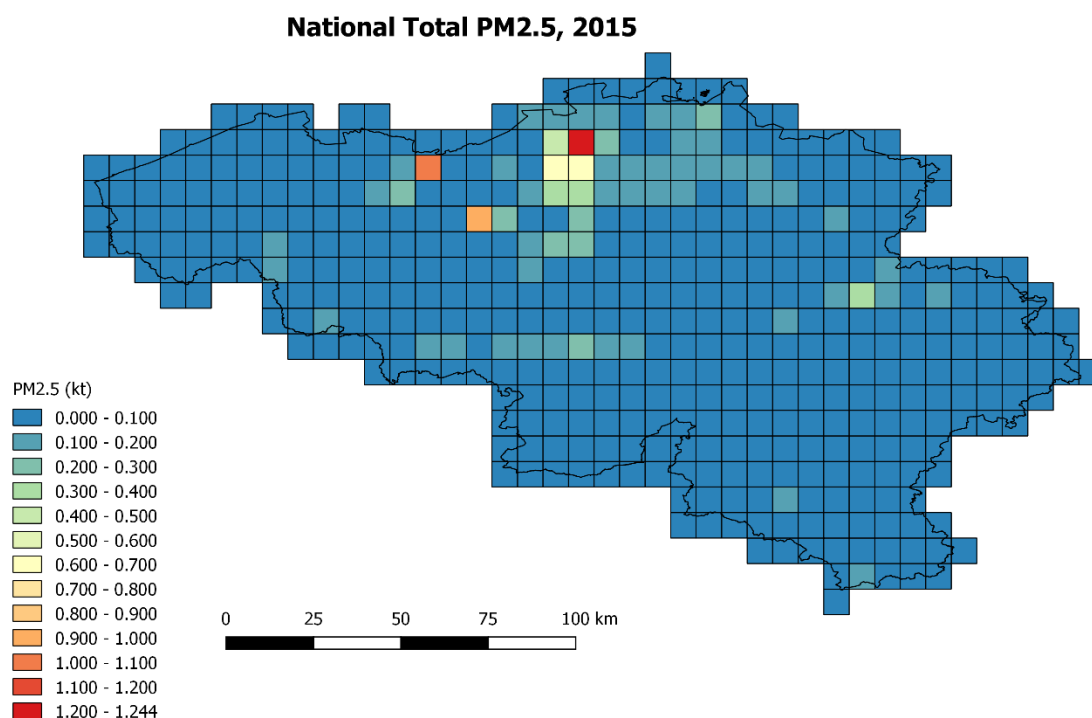 National Total PM2.5, 2015
PM2.5 (kt)
0.000 - 0.100
0.100 - 0.200
0.200 - 0.300
0.300 - 0.400
0.400 - 0.500
0.500 - 0.600
0.600 - 0.700
0.700 - 0.800
0.800 - 0.900
0.900 - 1.000
1.000 - 1.100
1.100 - 1.200
1.200 - 1.244
0 25 50 75 100 km